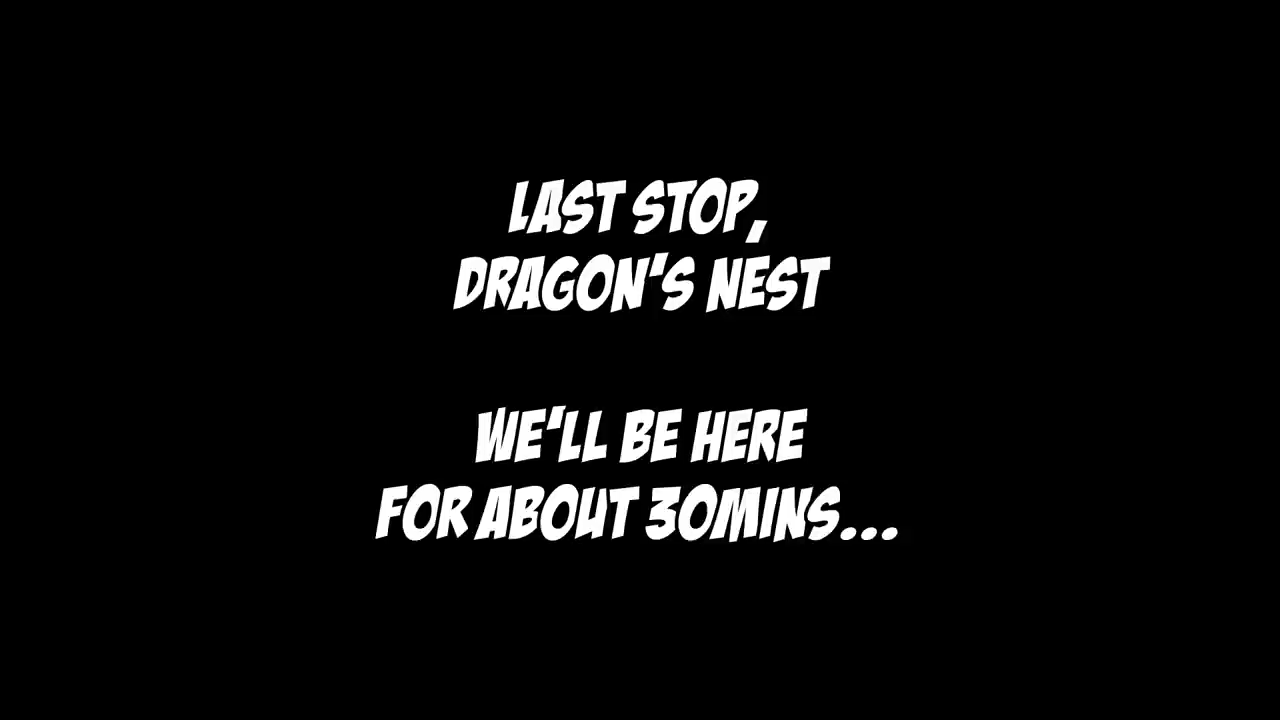 LAST STOP,
DRAGON'S NEST
WE'LL BE HERE
FOR ABOUT 30MINS...